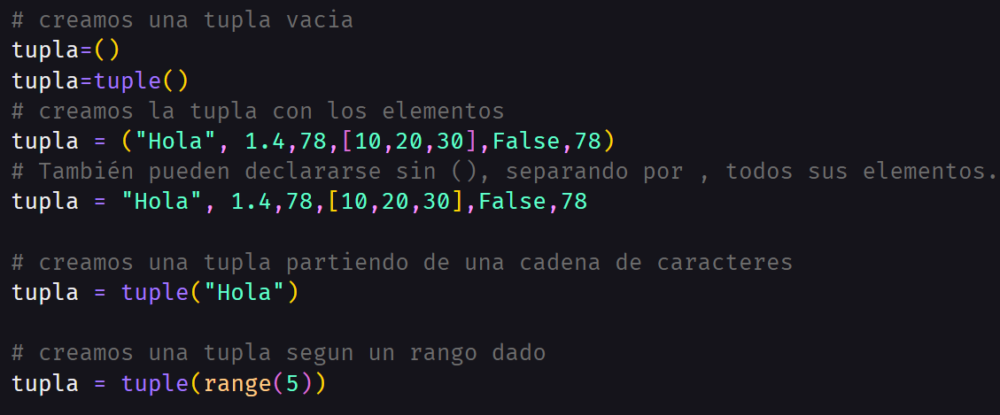 # creamos una tupla vacia
tupla=()
tupla=tuple()
# creamos la tupla con los elementos
tupla = ("Hola", 1.4,78,[10,20,30],False,78)
# También pueden declararse sin (), separando por , todos sus elementos.
tupla = "Hola", 1.4,78,[10,20,30],False,78
# creamos una tupla partiendo de una cadena de caracteres
tupla = tuple("Hola")
# creamos una tupla segun un rango dado
tupla = tuple(range(5))